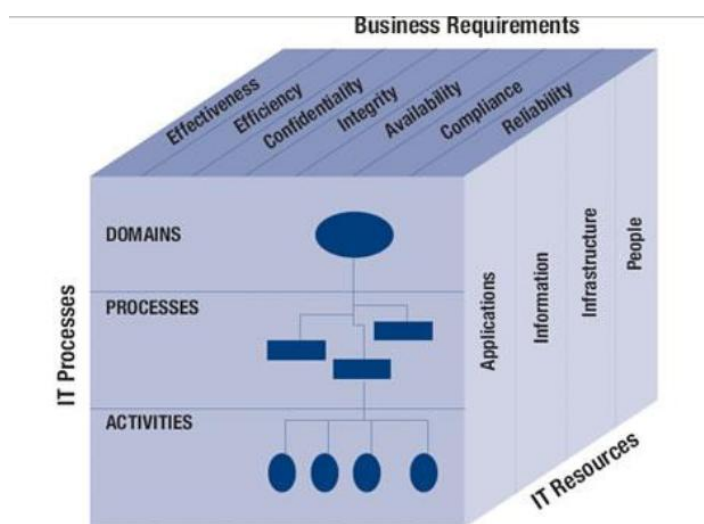 Business Requirements
Effectiveness
Efficiency
Confidentiality
Integrity
Availability
Compliance
Reliability
IT Processes
DOMAINS
PROCESSES
ACTIVITIES
Applications
Information
Infrastructure
People
IT Resources